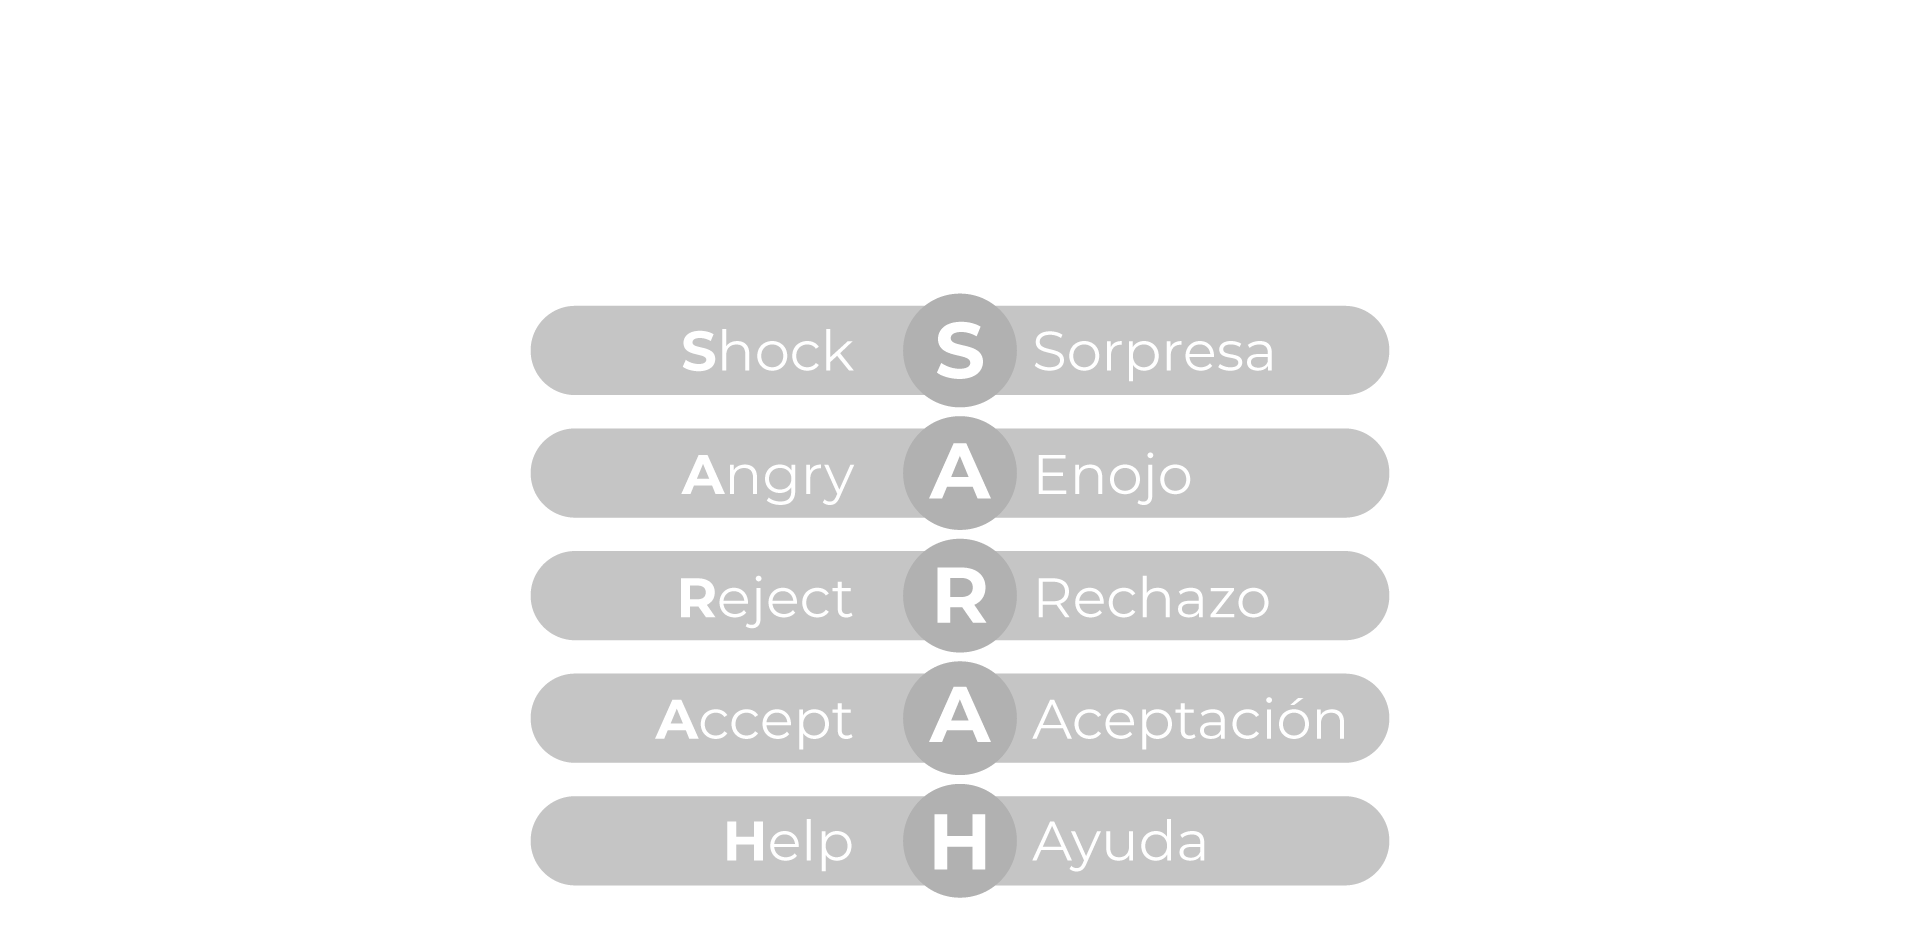 Shock S Sorpresa
Angry A Enojo
Reject R Rechazo
Accept A Aceptación
Help H Ayuda